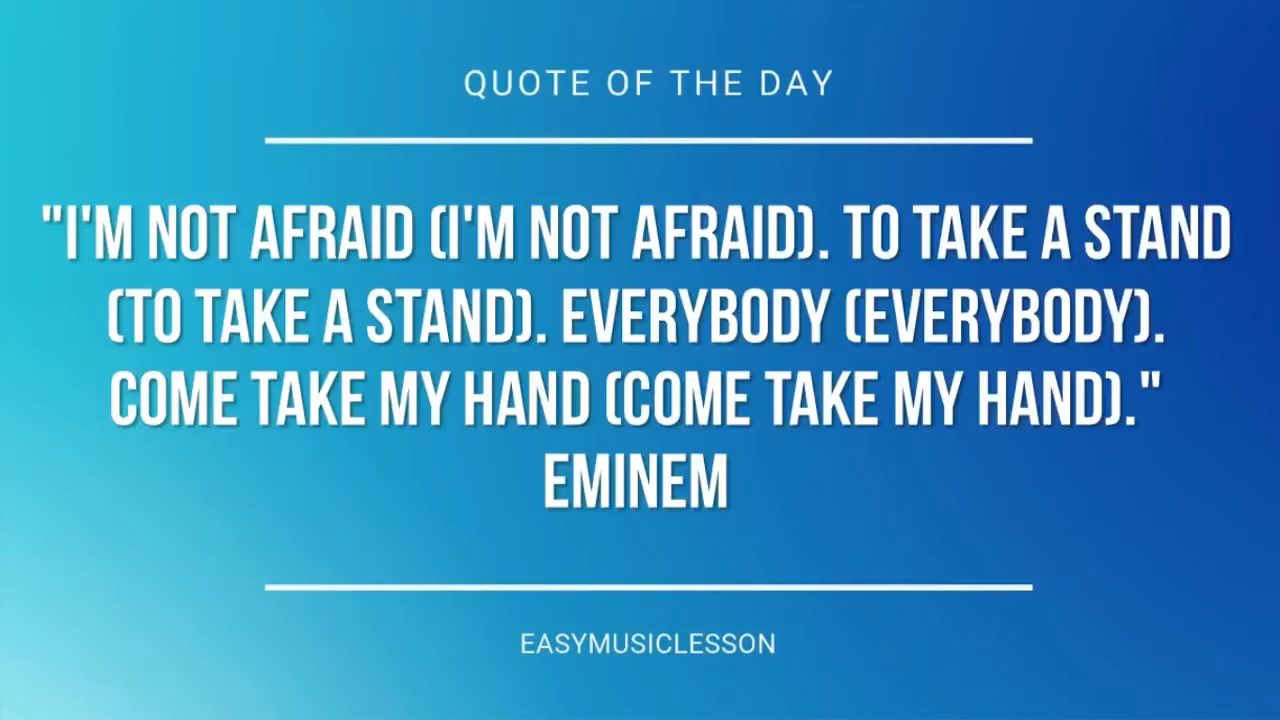 QUOTE OF THE DAY
"I'M NOT AFRAID (I'M NOT AFRAID). TO TAKE A STAND
(TO TAKE A STAND). EVERYBODY (EVERYBODY).
COME TAKE MY HAND (COME TAKE MY HAND)."
EMINEM
EASYMUSICLESSON